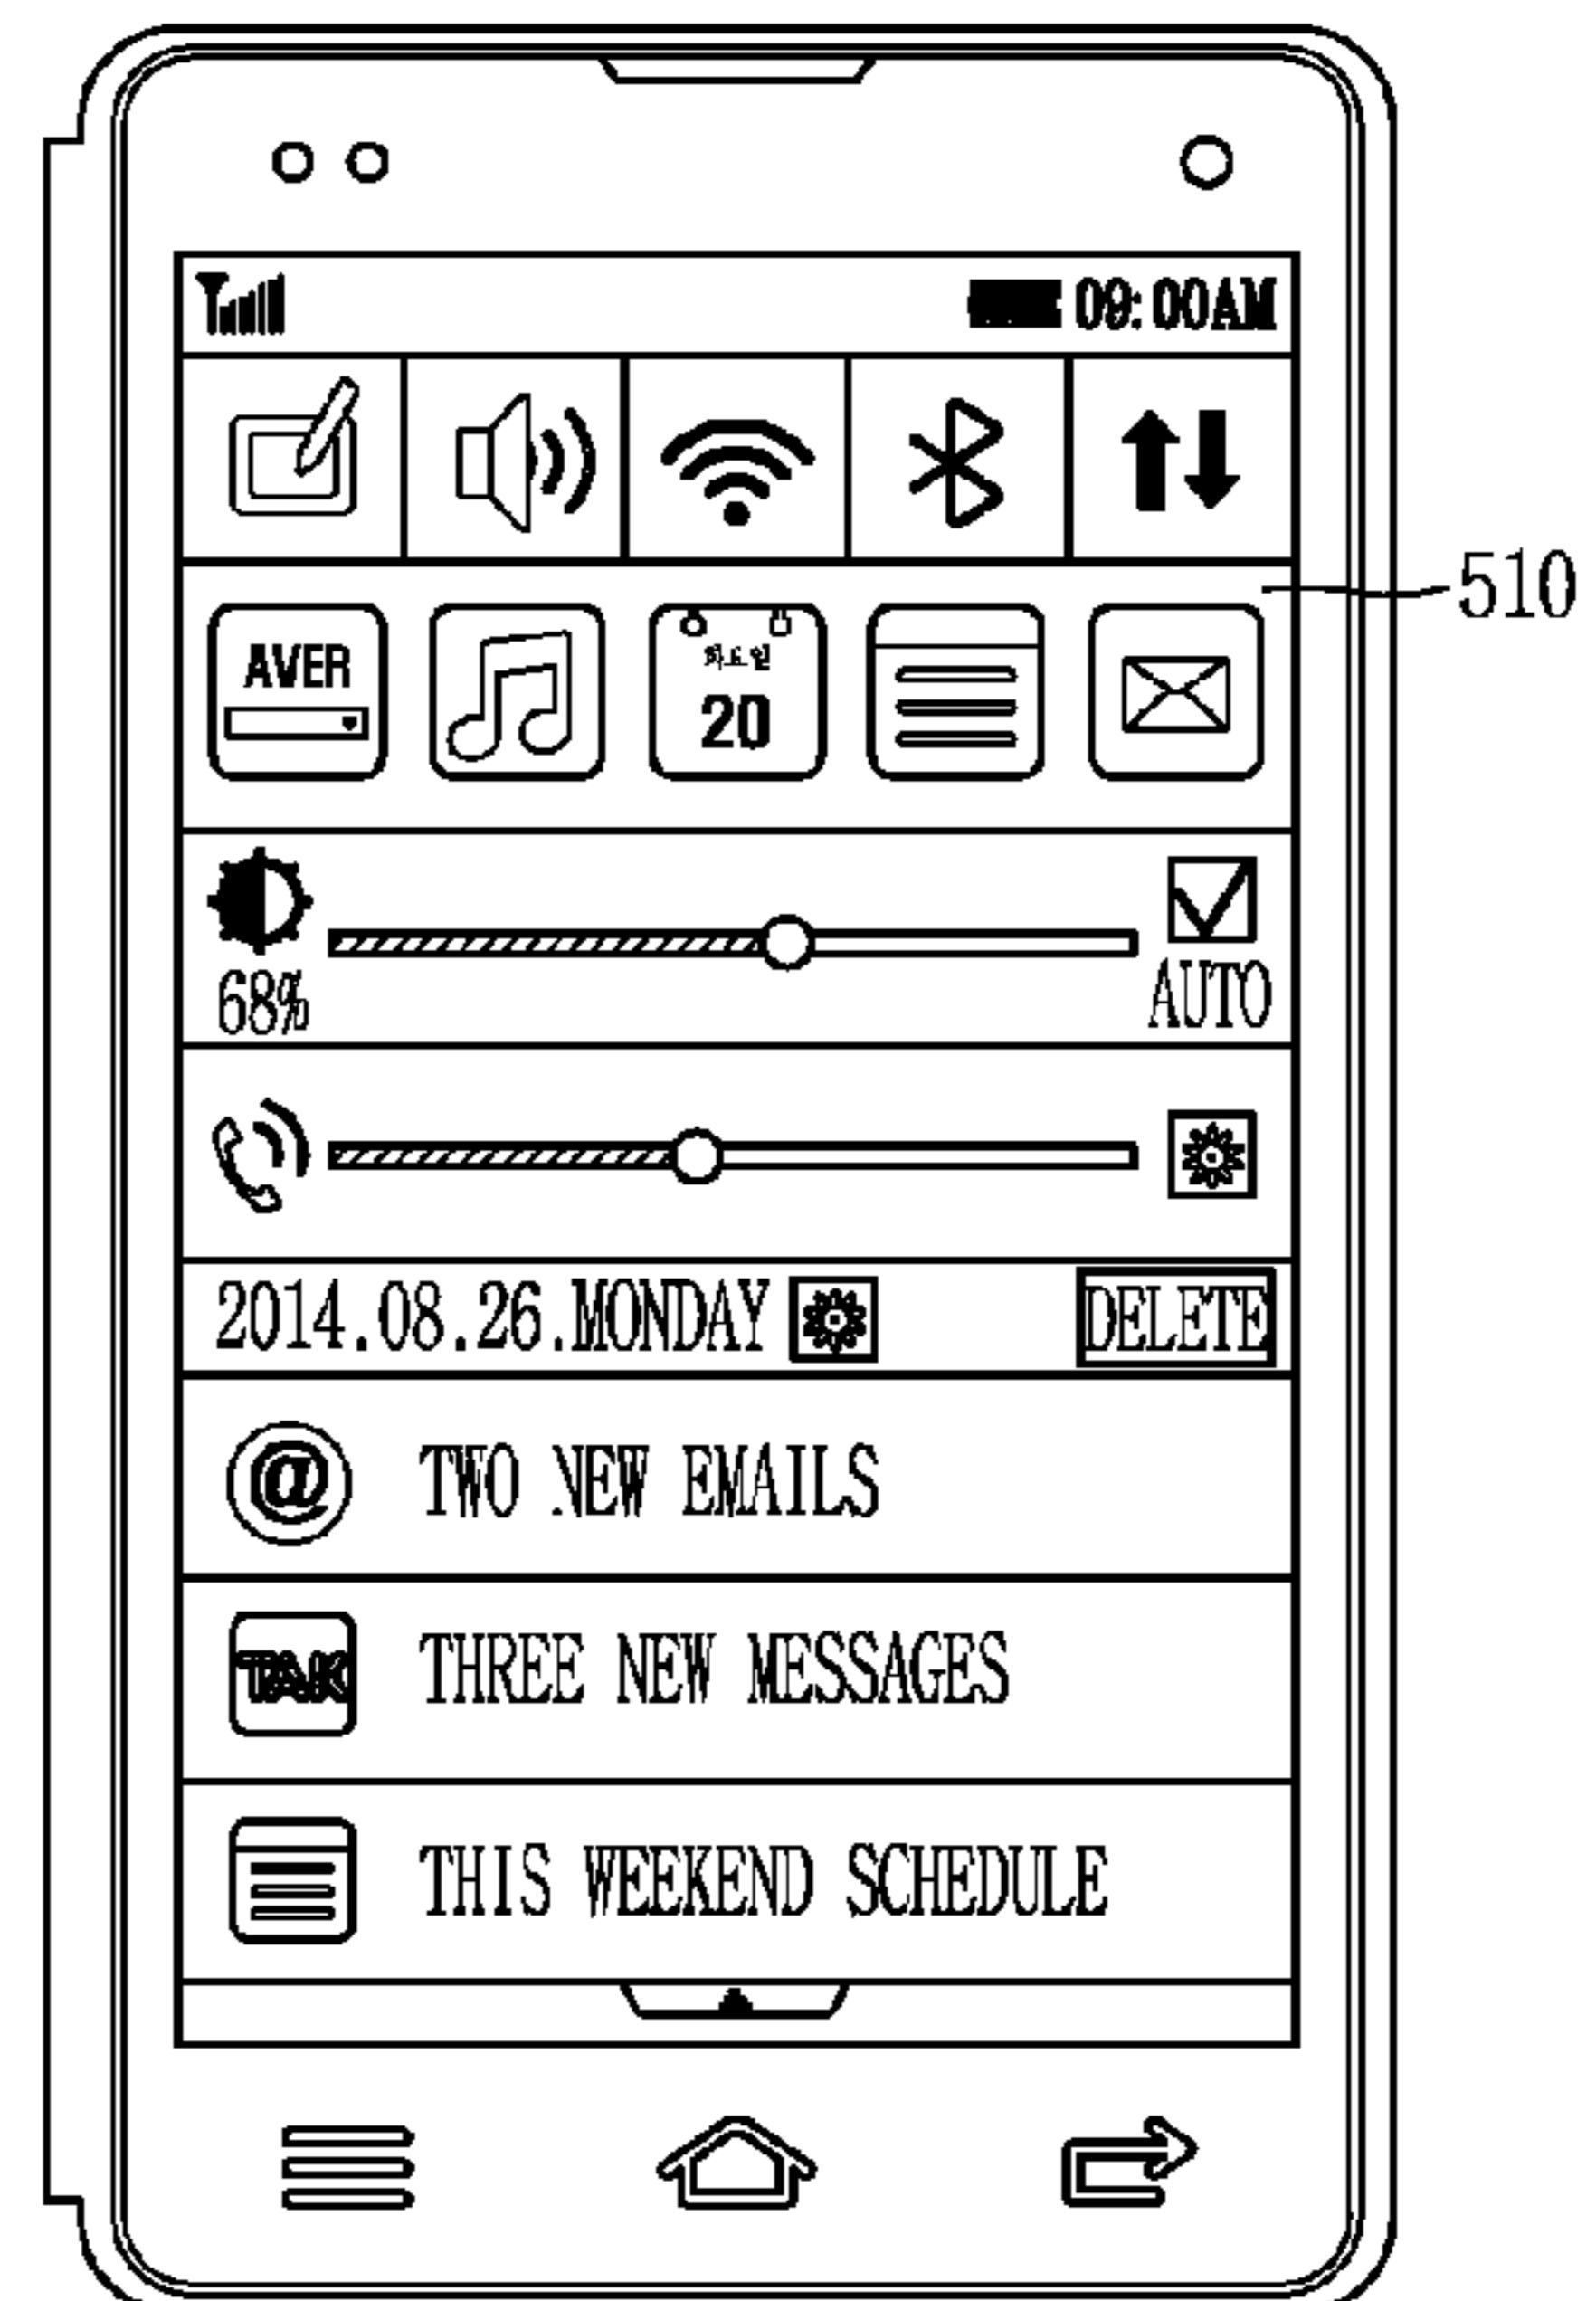 09:00AM
510
AVER
20
68%
AUTO
2014.08.26.MONDAY
DELETE
@ TWO NEW EMAILS
THREE NEW MESSAGES
THIS WEEKEND SCHEDULE